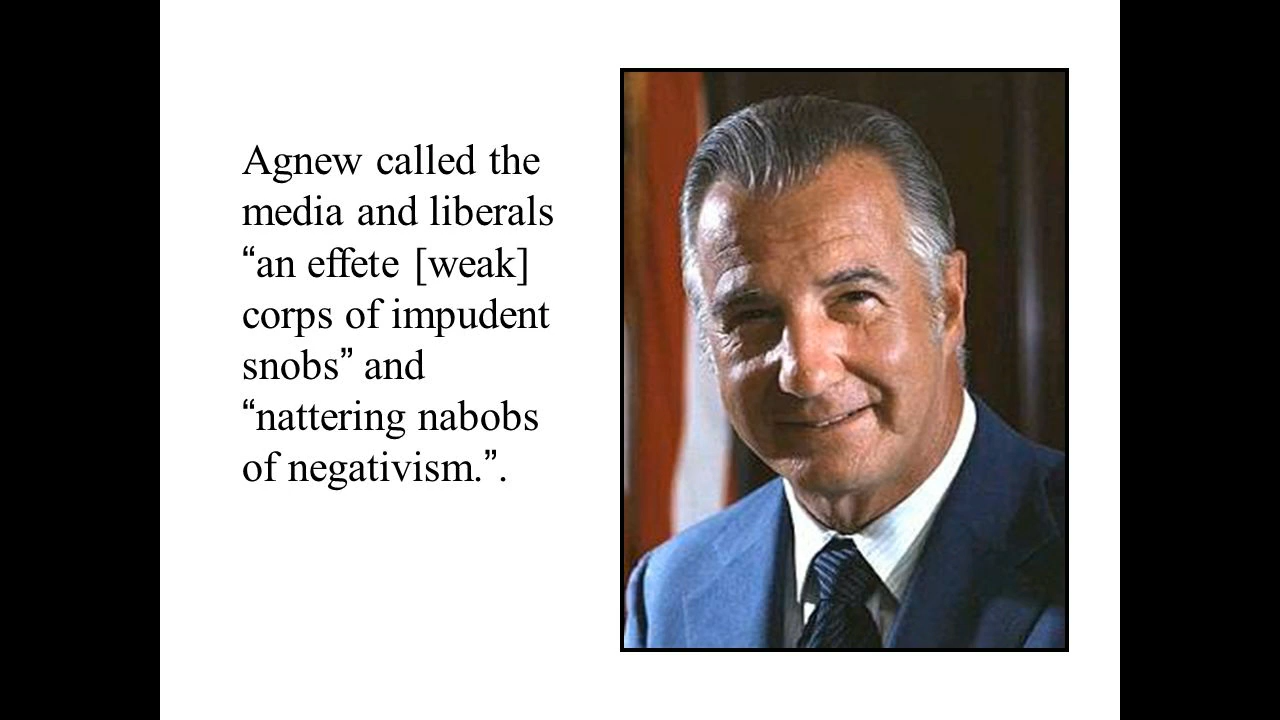 Agnew called the
media and liberals
“an effete [weak]
corps of impudent
snobs” and
“nattering nabobs
of negativism.”.